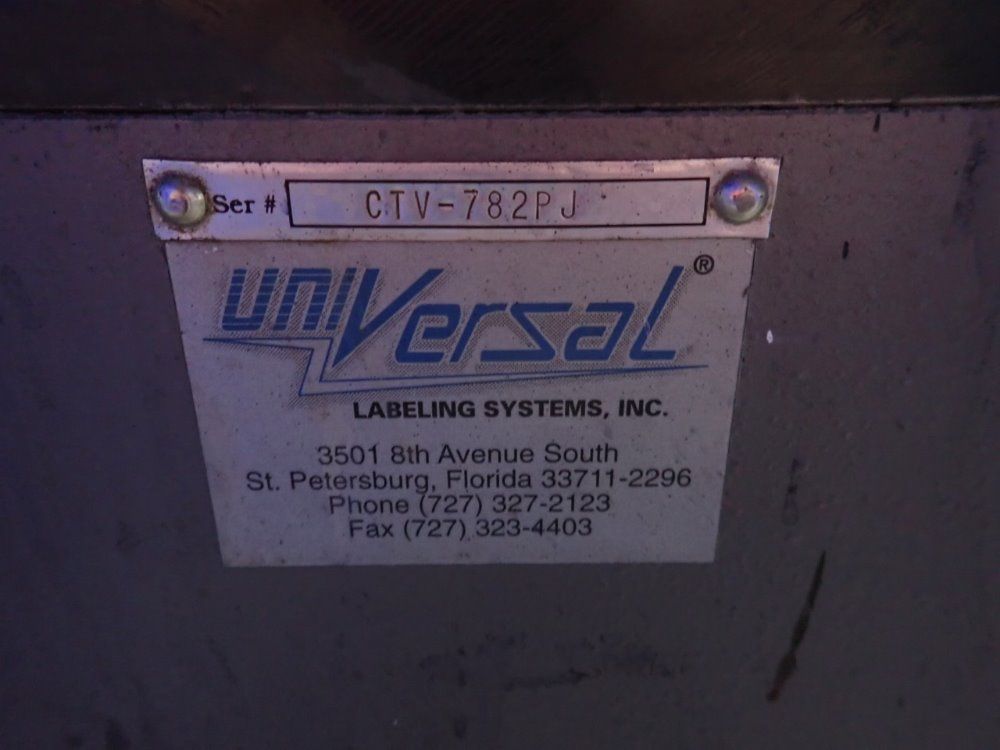 Ser # CTV-782PJ
unIVersaL ®
LABELING SYSTEMS, INC.
3501 8th Avenue South
St. Petersburg, Florida 33711-2296
Phone (727) 327-2123
Fax (727) 323-4403